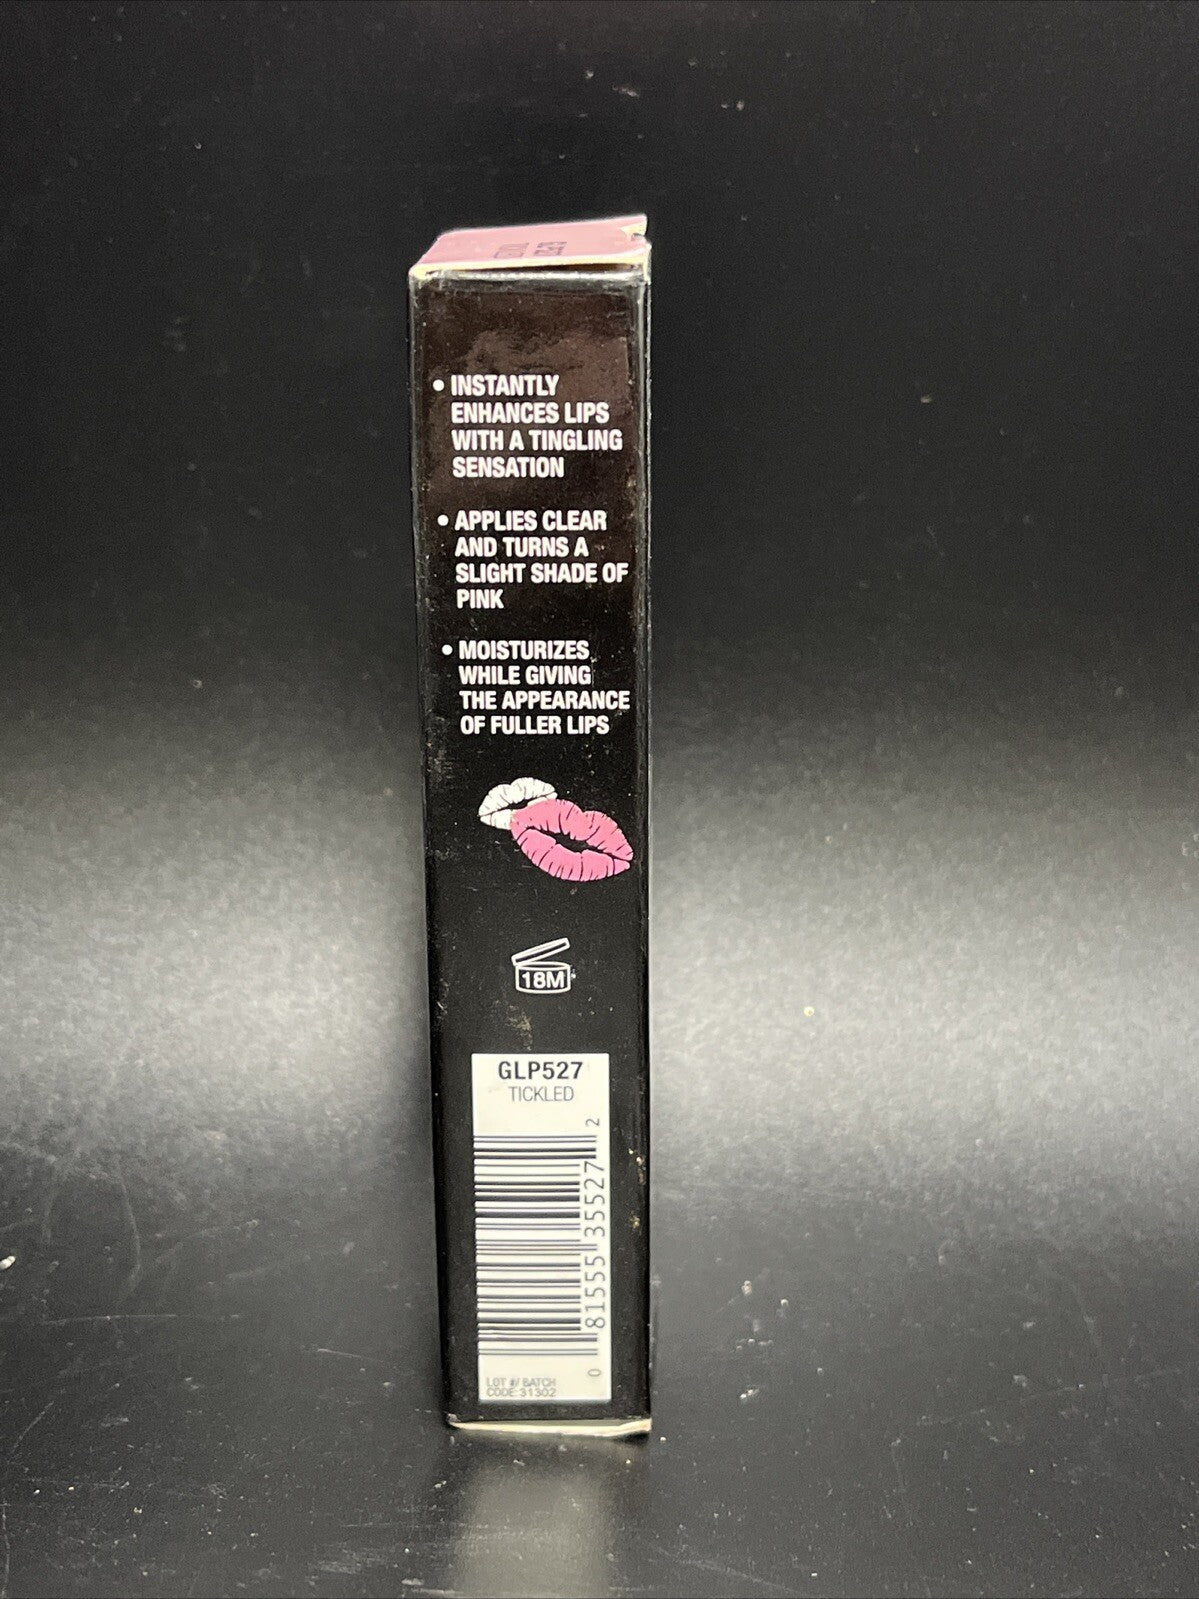 GLP527
• INSTANTLY
ENHANCES LIPS
WITH A TINGLING
SENSATION
• APPLIES CLEAR
AND TURNS A
SLIGHT SHADE OF
PINK
• MOISTURIZES
WHILE GIVING
THE APPEARANCE
OF FULLER LIPS
18M
GLP527
TICKLED
0 81555 35527 2
LOT #/ BATCH
CODE: 31302